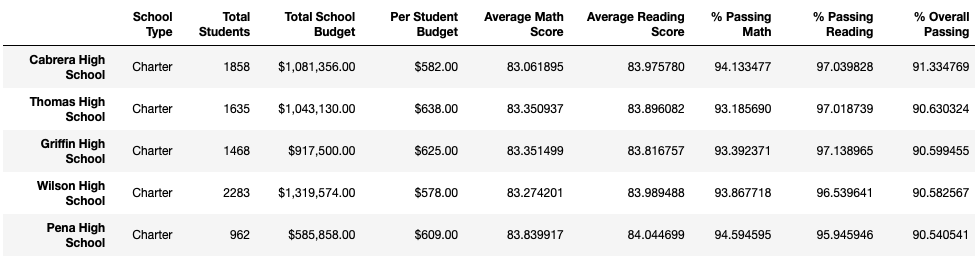 School Type Total Students Total School Budget Per Student Budget Average Math Score Average Reading Score % Passing Math % Passing Reading % Overall Passing
Cabrera High School Charter 1858 $1,081,356.00 $582.00 83.061895 83.975780 94.133477 97.039828 91.334769
Thomas High School Charter 1635 $1,043,130.00 $638.00 83.350937 83.896082 93.185690 97.018739 90.630324
Griffin High School Charter 1468 $917,500.00 $625.00 83.351499 83.816757 93.392371 97.138965 90.599455
Wilson High School Charter 2283 $1,319,574.00 $578.00 83.274201 83.989488 93.867718 96.539641 90.582567
Pena High School Charter 962 $585,858.00 $609.00 83.839917 84.044699 94.594595 95.945946 90.540541